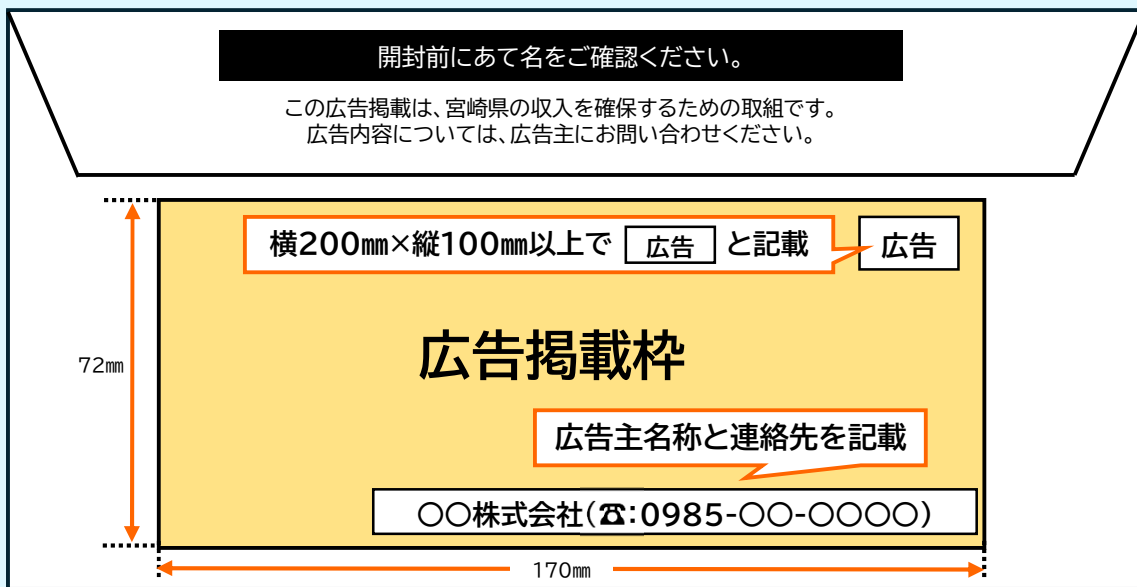 開封前にあて名をご確認ください。
この広告掲載は、宮崎県の収入を確保するための取組です。
広告内容については、広告主にお問い合わせください。
横200㎜×縦100㎜以上で 広告 と記載
広告
72㎜
広告掲載枠
広告主名称と連絡先を記載
○○株式会社(☎:0985-○○-○○○○)
170㎜